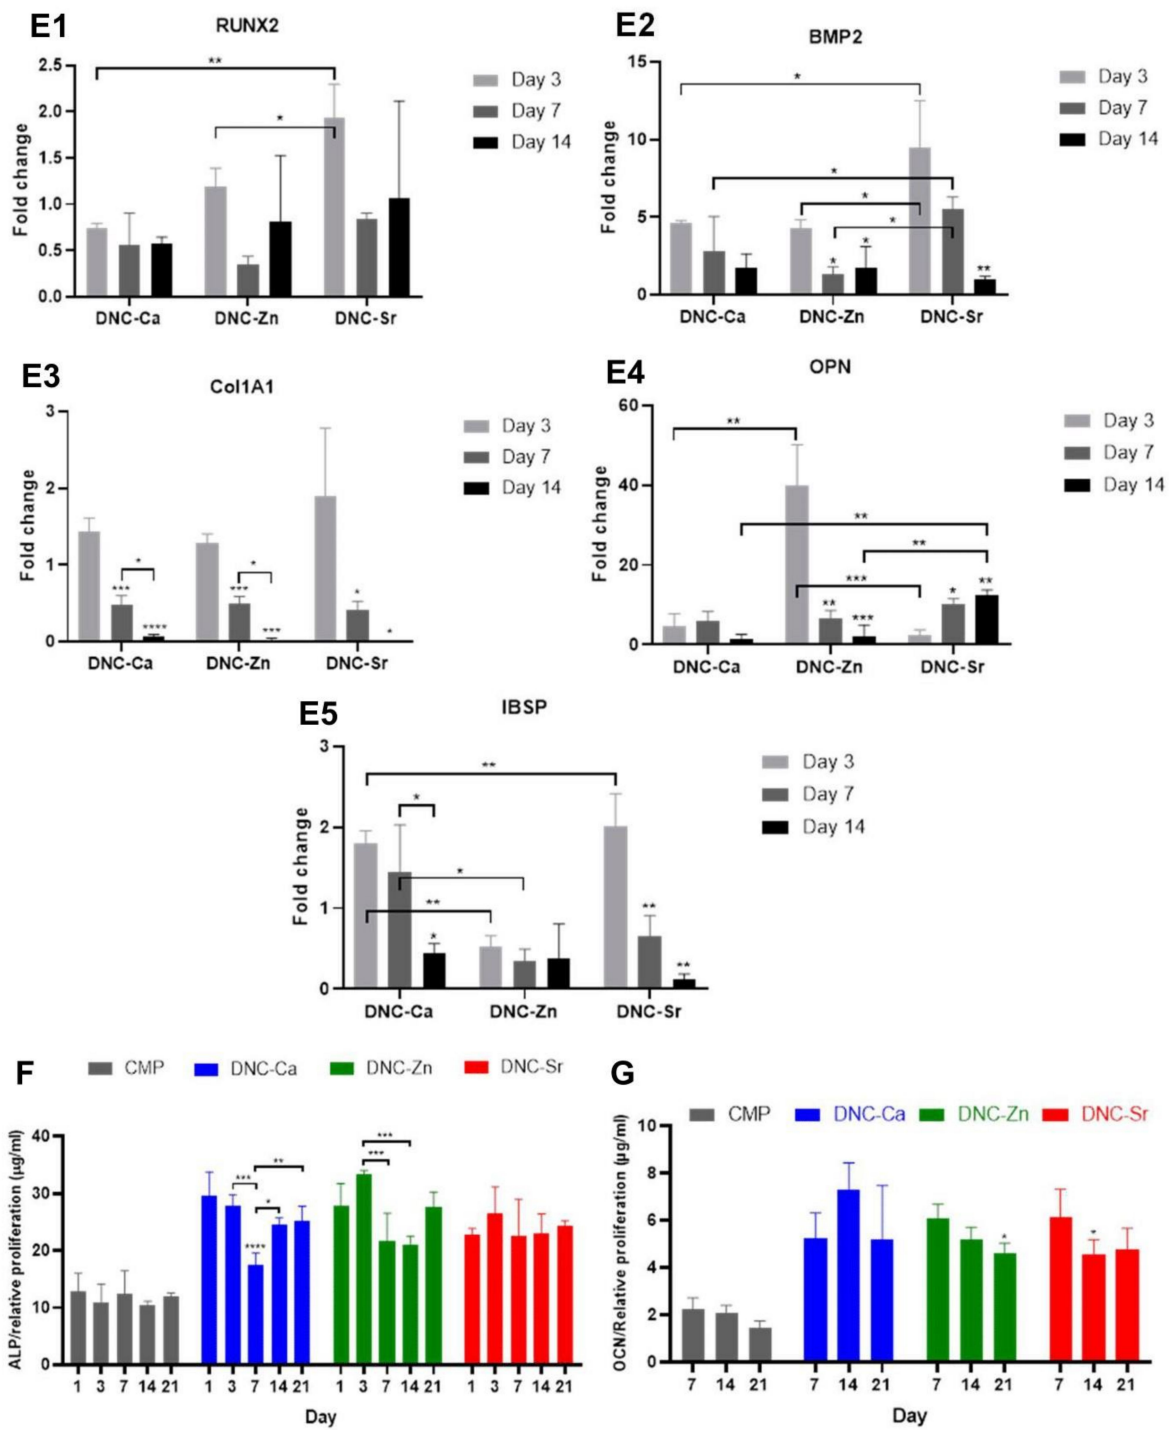 E1
RUNX2
2.5
2.0
1.5
1.0
0.5
0.0
Fold change
**
*
DNC-Ca DNC-Zn DNC-Sr
Day 3
Day 7
Day 14
E2
BMP2
15
10
5
0
Fold change
*
*
*
*
*
*
**
DNC-Ca DNC-Zn DNC-Sr
Day 3
Day 7
Day 14
E3
Col1A1
3
2
1
0
Fold change
*
***
****
*
***
***
*
*
DNC-Ca DNC-Zn DNC-Sr
Day 3
Day 7
Day 14
E4
OPN
60
40
20
0
Fold change
**
**
**
***
**
***
*
**
DNC-Ca DNC-Zn DNC-Sr
Day 3
Day 7
Day 14
E5
IBSP
3
2
1
0
Fold change
**
*
*
**
*
**
**
DNC-Ca DNC-Zn DNC-Sr
Day 3
Day 7
Day 14
F
CMP DNC-Ca DNC-Zn DNC-Sr
40
30
20
10
0
ALP/relative proliferation (µg/ml)
***
**
*
****
***
***
1 3 7 14 21 1 3 7 14 21 1 3 7 14 21 1 3 7 14 21
Day
G
CMP DNC-Ca DNC-Zn DNC-Sr
10
8
6
4
2
0
OCN/Relative proliferation (µg/ml)
*
*
7 14 21 7 14 21 7 14 21 7 14 21
Day